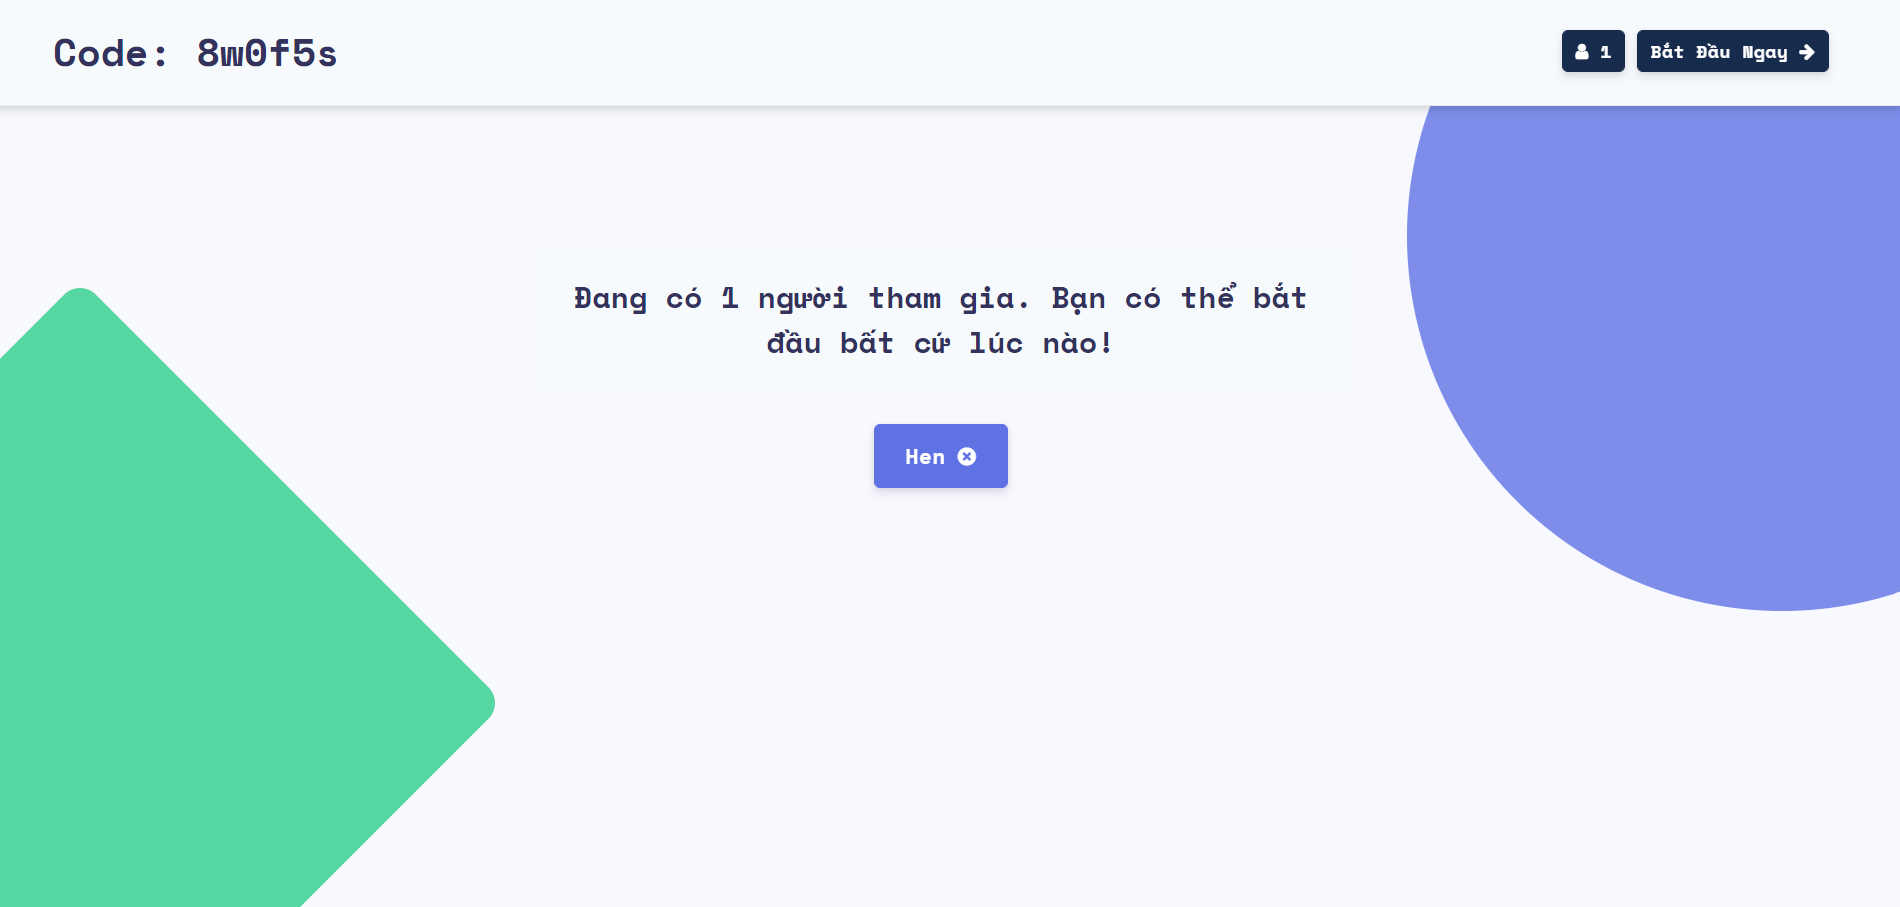 Code: 8w0f5s
1
Bắt Đầu Ngay
Đang có 1 người tham gia. Bạn có thể bắt
đầu bất cứ lúc nào!
Hen